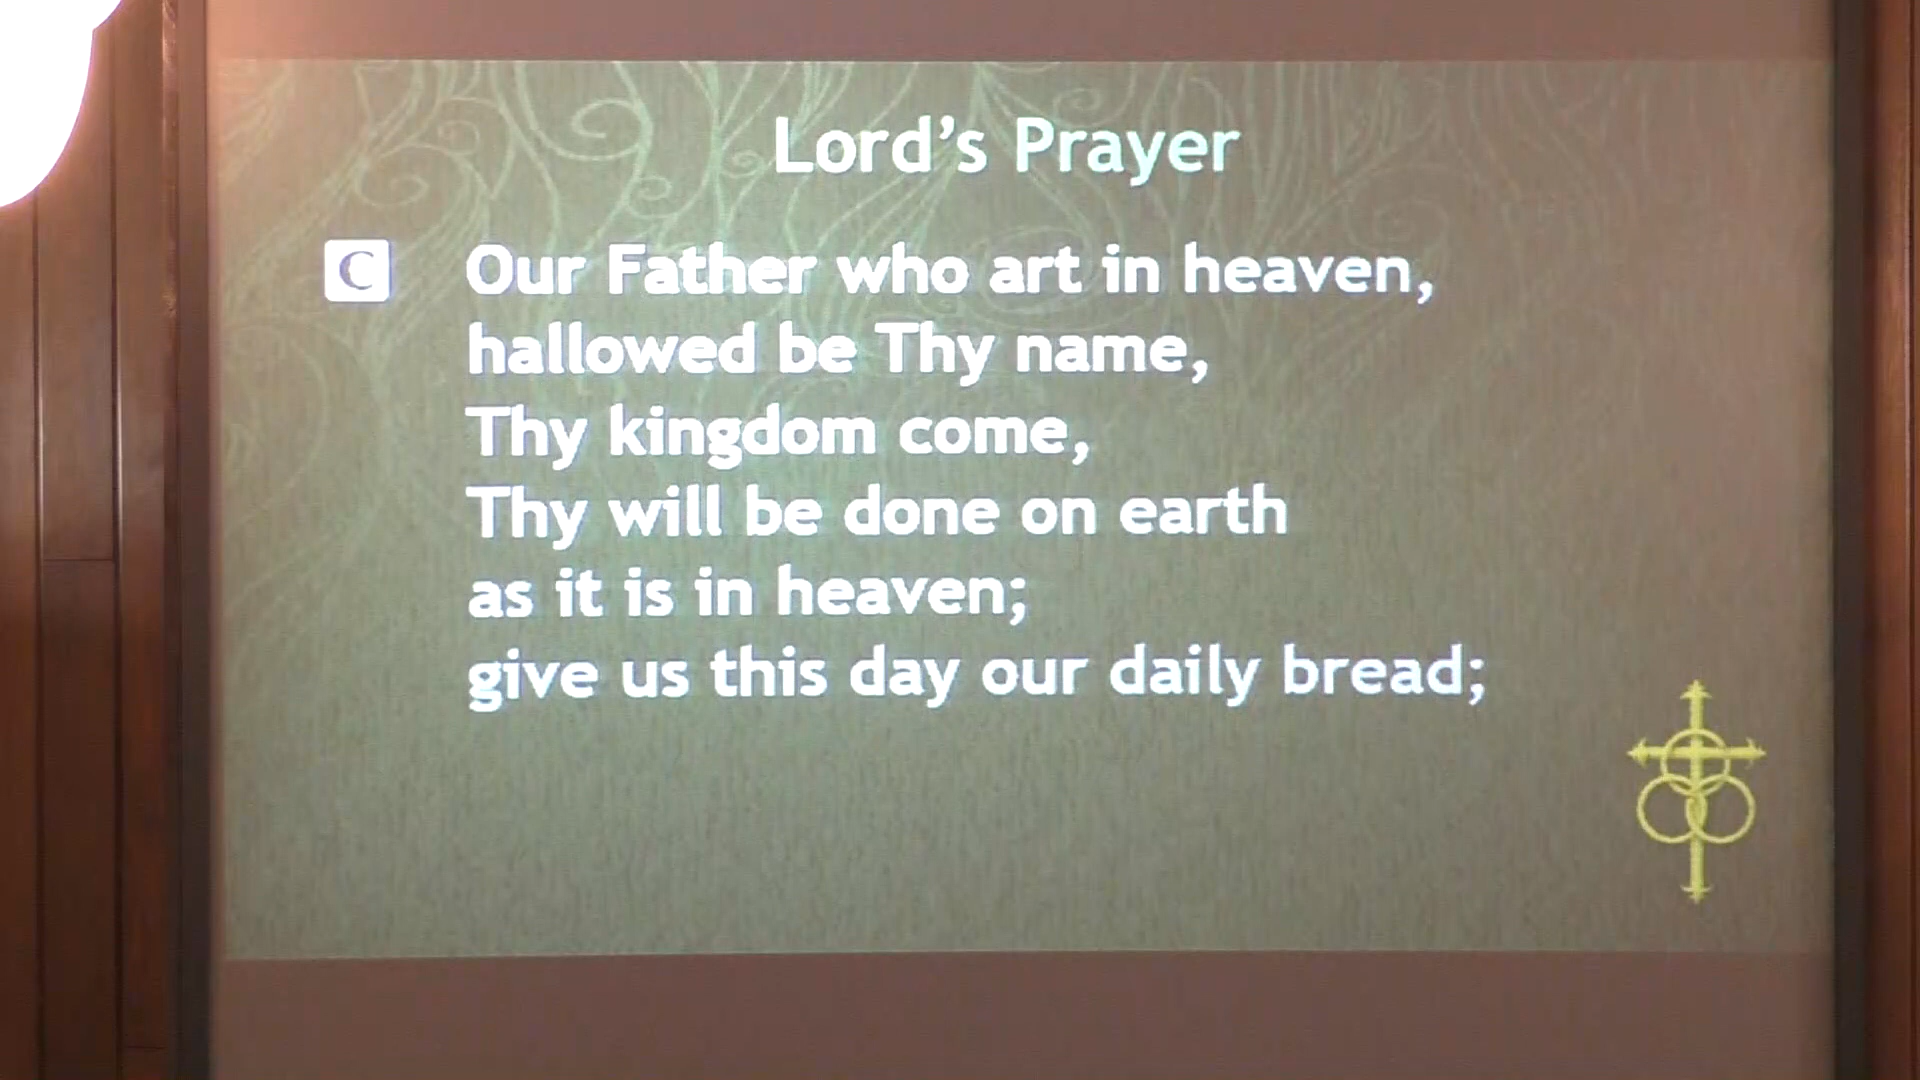 Lord’s Prayer
C Our Father who art in heaven,
hallowed be Thy name,
Thy kingdom come,
Thy will be done on earth
as it is in heaven;
give us this day our daily bread;